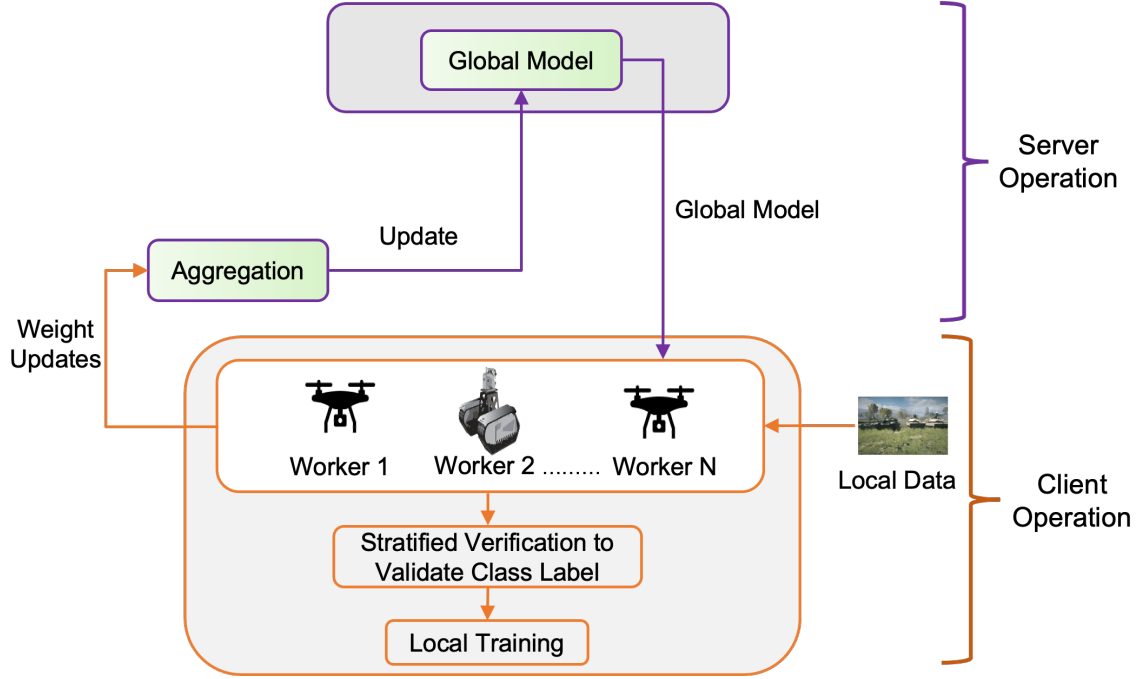 Global Model
Server
Operation
Global Model
Update
Aggregation
Weight
Updates
Worker 1
Worker 2 .........
Worker N
Local Data
Client
Operation
Stratified Verification to
Validate Class Label
Local Training